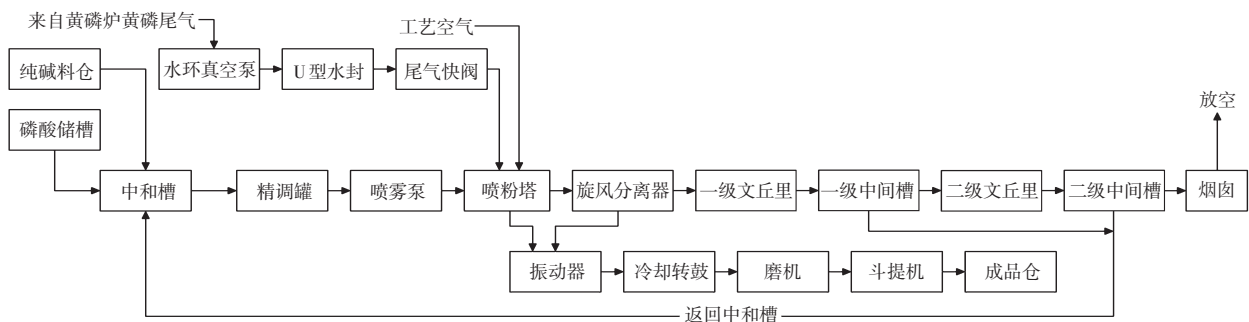 来自黄磷炉黄磷尾气
工艺空气
纯碱料仓
水环真空泵
U型水封
尾气快阀
放空
磷酸储槽
中和槽
精调罐
喷雾泵
喷粉塔
旋风分离器
一级文丘里
一级中间槽
二级文丘里
二级中间槽
烟囱
振动器
冷却转鼓
磨机
斗提机
成品仓
返回中和槽